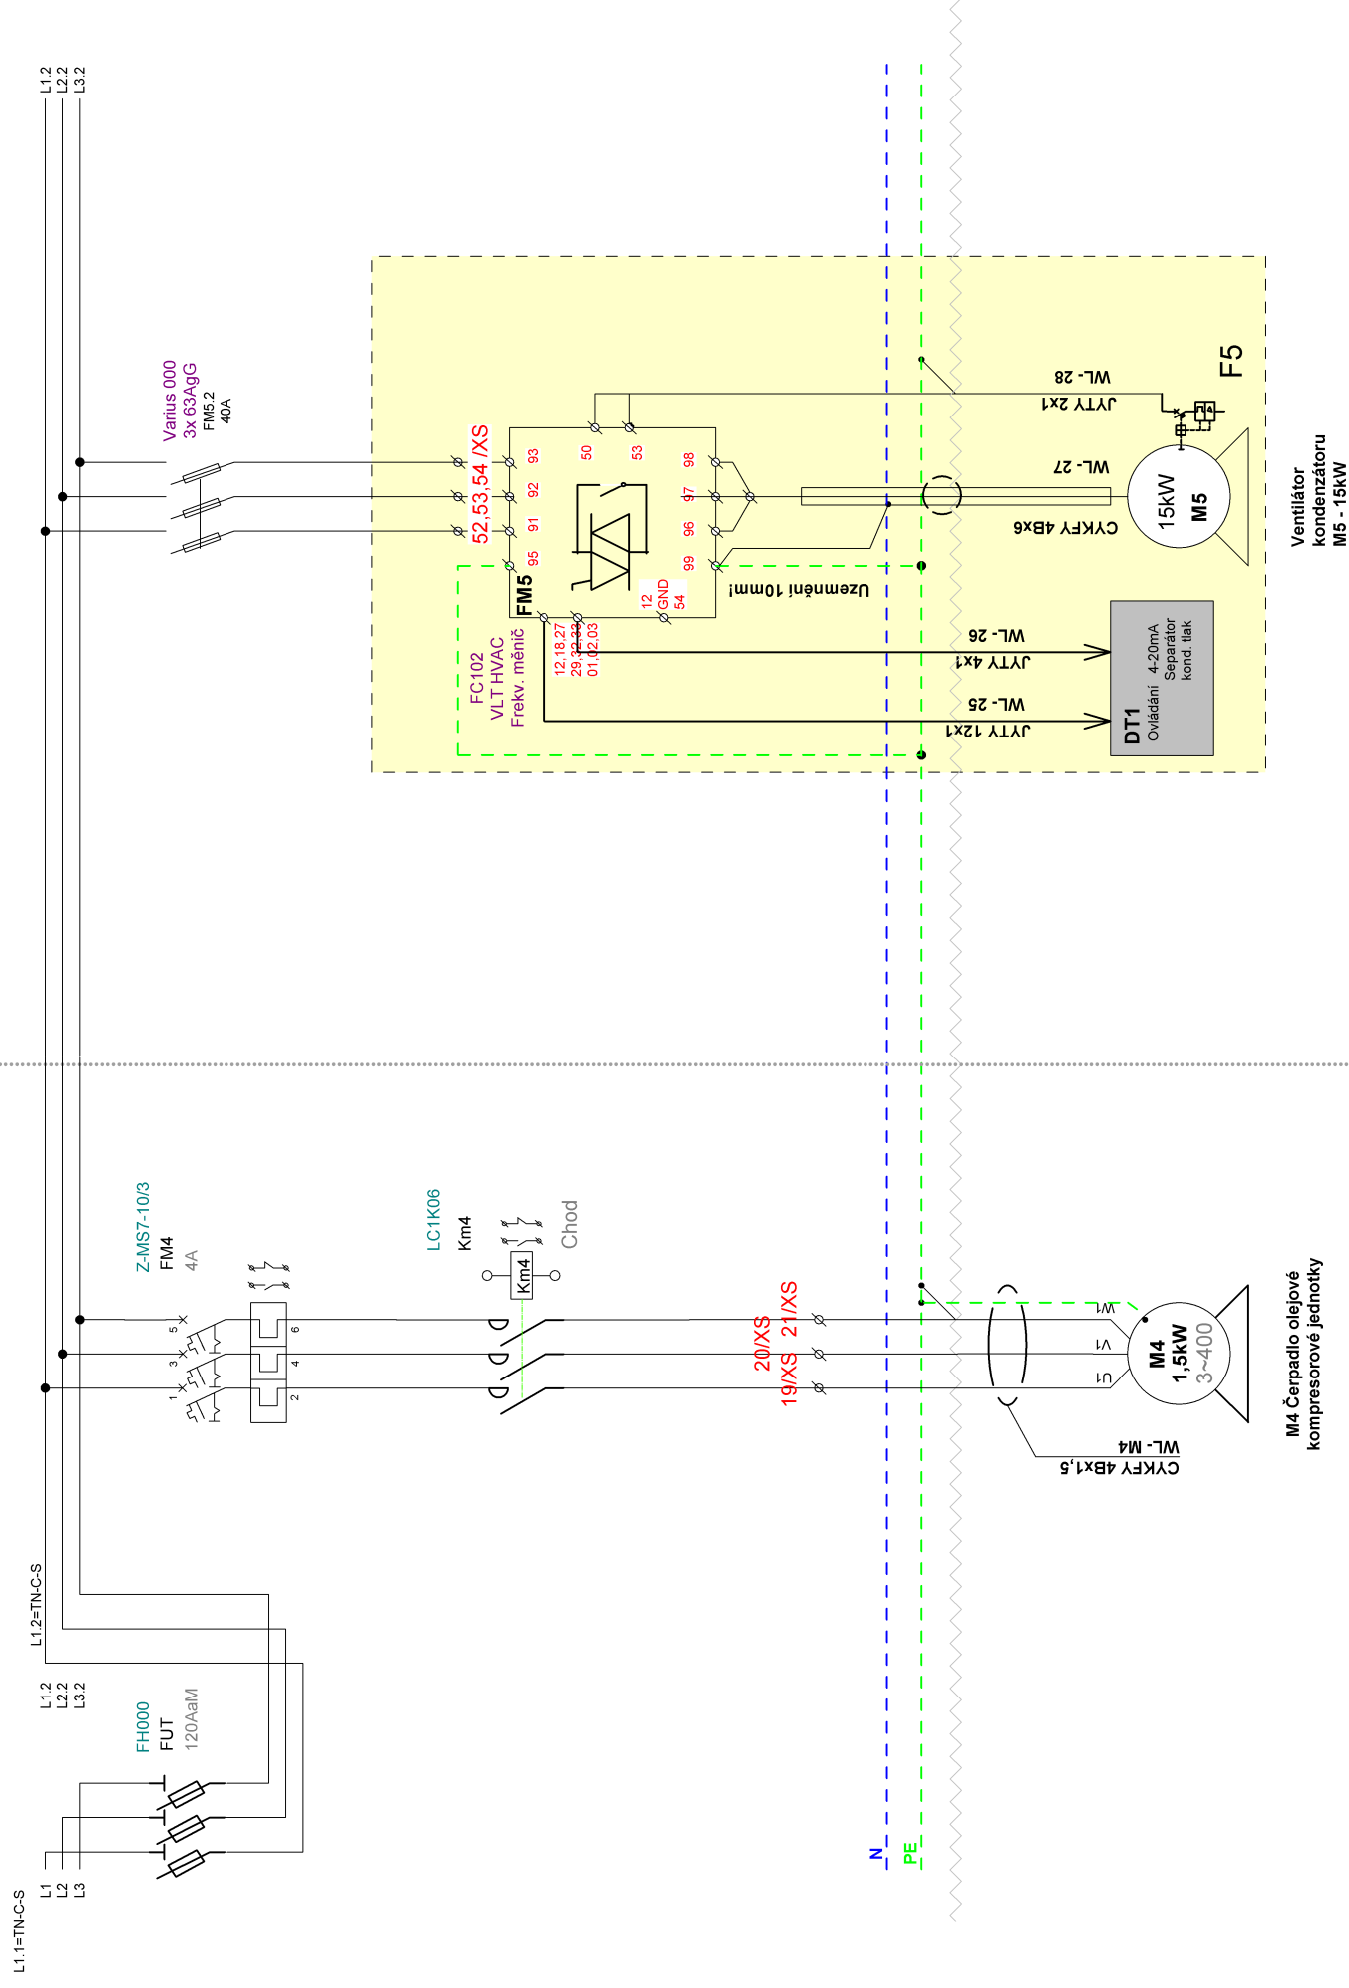 L1.1=TN-C-S
L1
L2
L3
FH000
FUT
120AaM
L1.2
L2.2
L3.2
L1.2=TN-C-S
Z-MS7-10/3
FM4
4A
1
3
5
2
4
6
LC1K06
Km4
Km4
Chod
19/XS
20/XS
21/XS
N
PE
U1
V1
W1
M4
1,5kW
3~400
WL- M4
CYKFY 4Bx1,5
M4 Čerpadlo olejové
kompresorové jednotky
L1.2
L2.2
L3.2
Varius 000
3x 63AgG
FM5.2
40A
52,53,54 /XS
FC102
VLT HVAC
Frekv. měnič
FM5
95
91
92
93
12,18,27
29,32,33
01,02,03
12
GND
54
50
53
99
96
97
98
Uzemnění 10mm!
WL- 25
JYTY 12x1
WL- 26
JYTY 4x1
WL- 27
CYKFY 4Bx6
WL- 28
JYTY 2x1
DT1
Ovládání 4-20mA
Separátor
kond. tlak
15kW
M5
F5
Ventilátor
kondenzátoru
M5 - 15kW